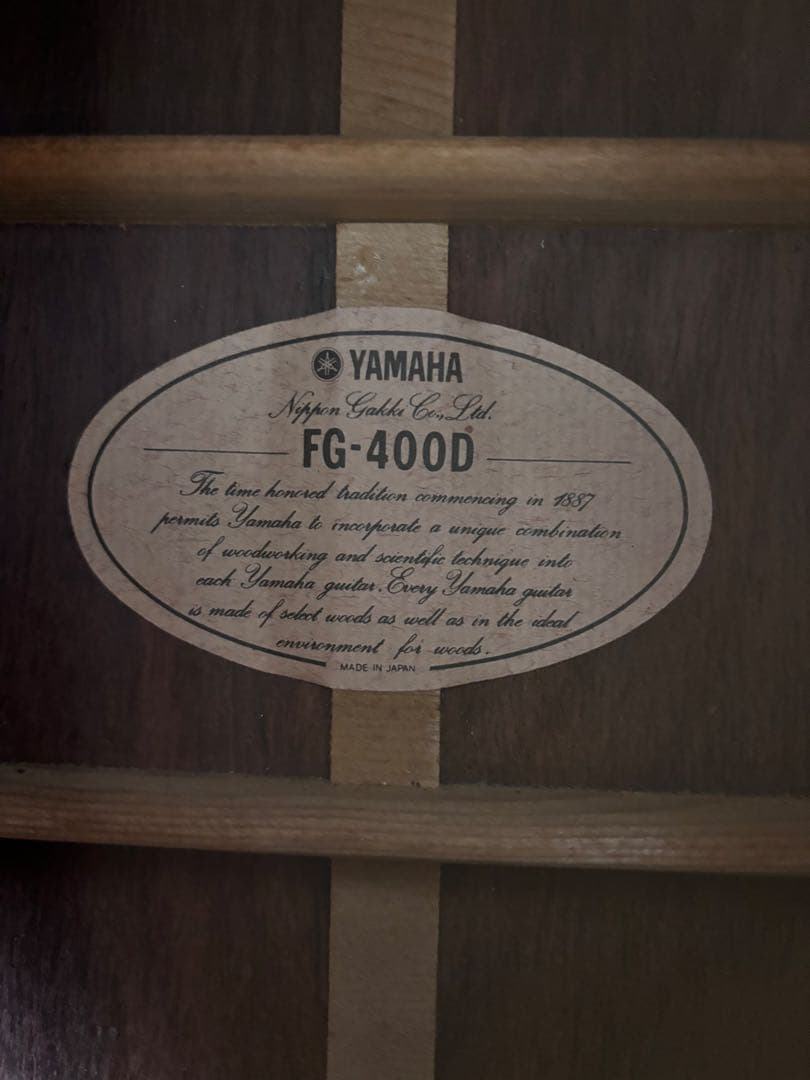 YAMAHA
Nippon Gakki Co., Ltd.
FG-400D
The time honored tradition commencing in 1887
permits Yamaha to incorporate a unique combination
of woodworking and scientific technique into
each Yamaha guitar. Every Yamaha guitar
is made of select woods as well as in the ideal
environment for woods.
MADE IN JAPAN